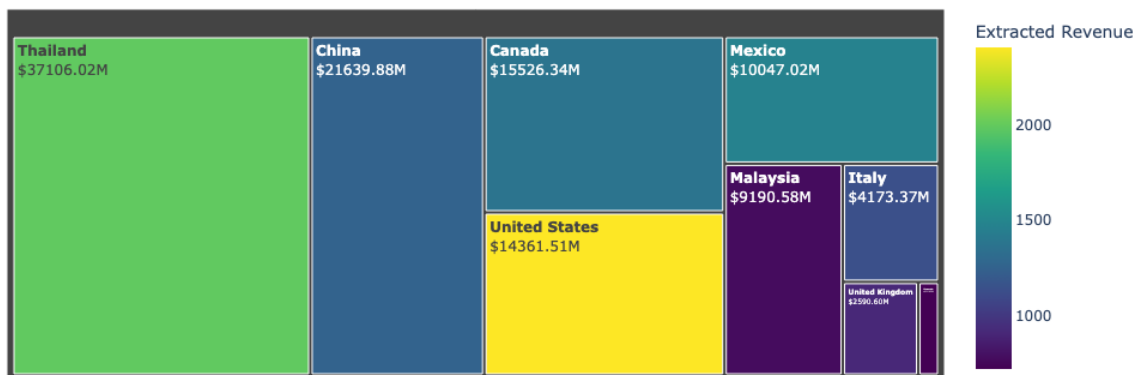 Thailand
$37106.02M
China
$21639.88M
Canada
$15526.34M
Mexico
$10047.02M
United States
$14361.51M
Malaysia
$9190.58M
Italy
$4173.37M
United Kingdom
$2590.60M
Extracted Revenue
2000
1500
1000